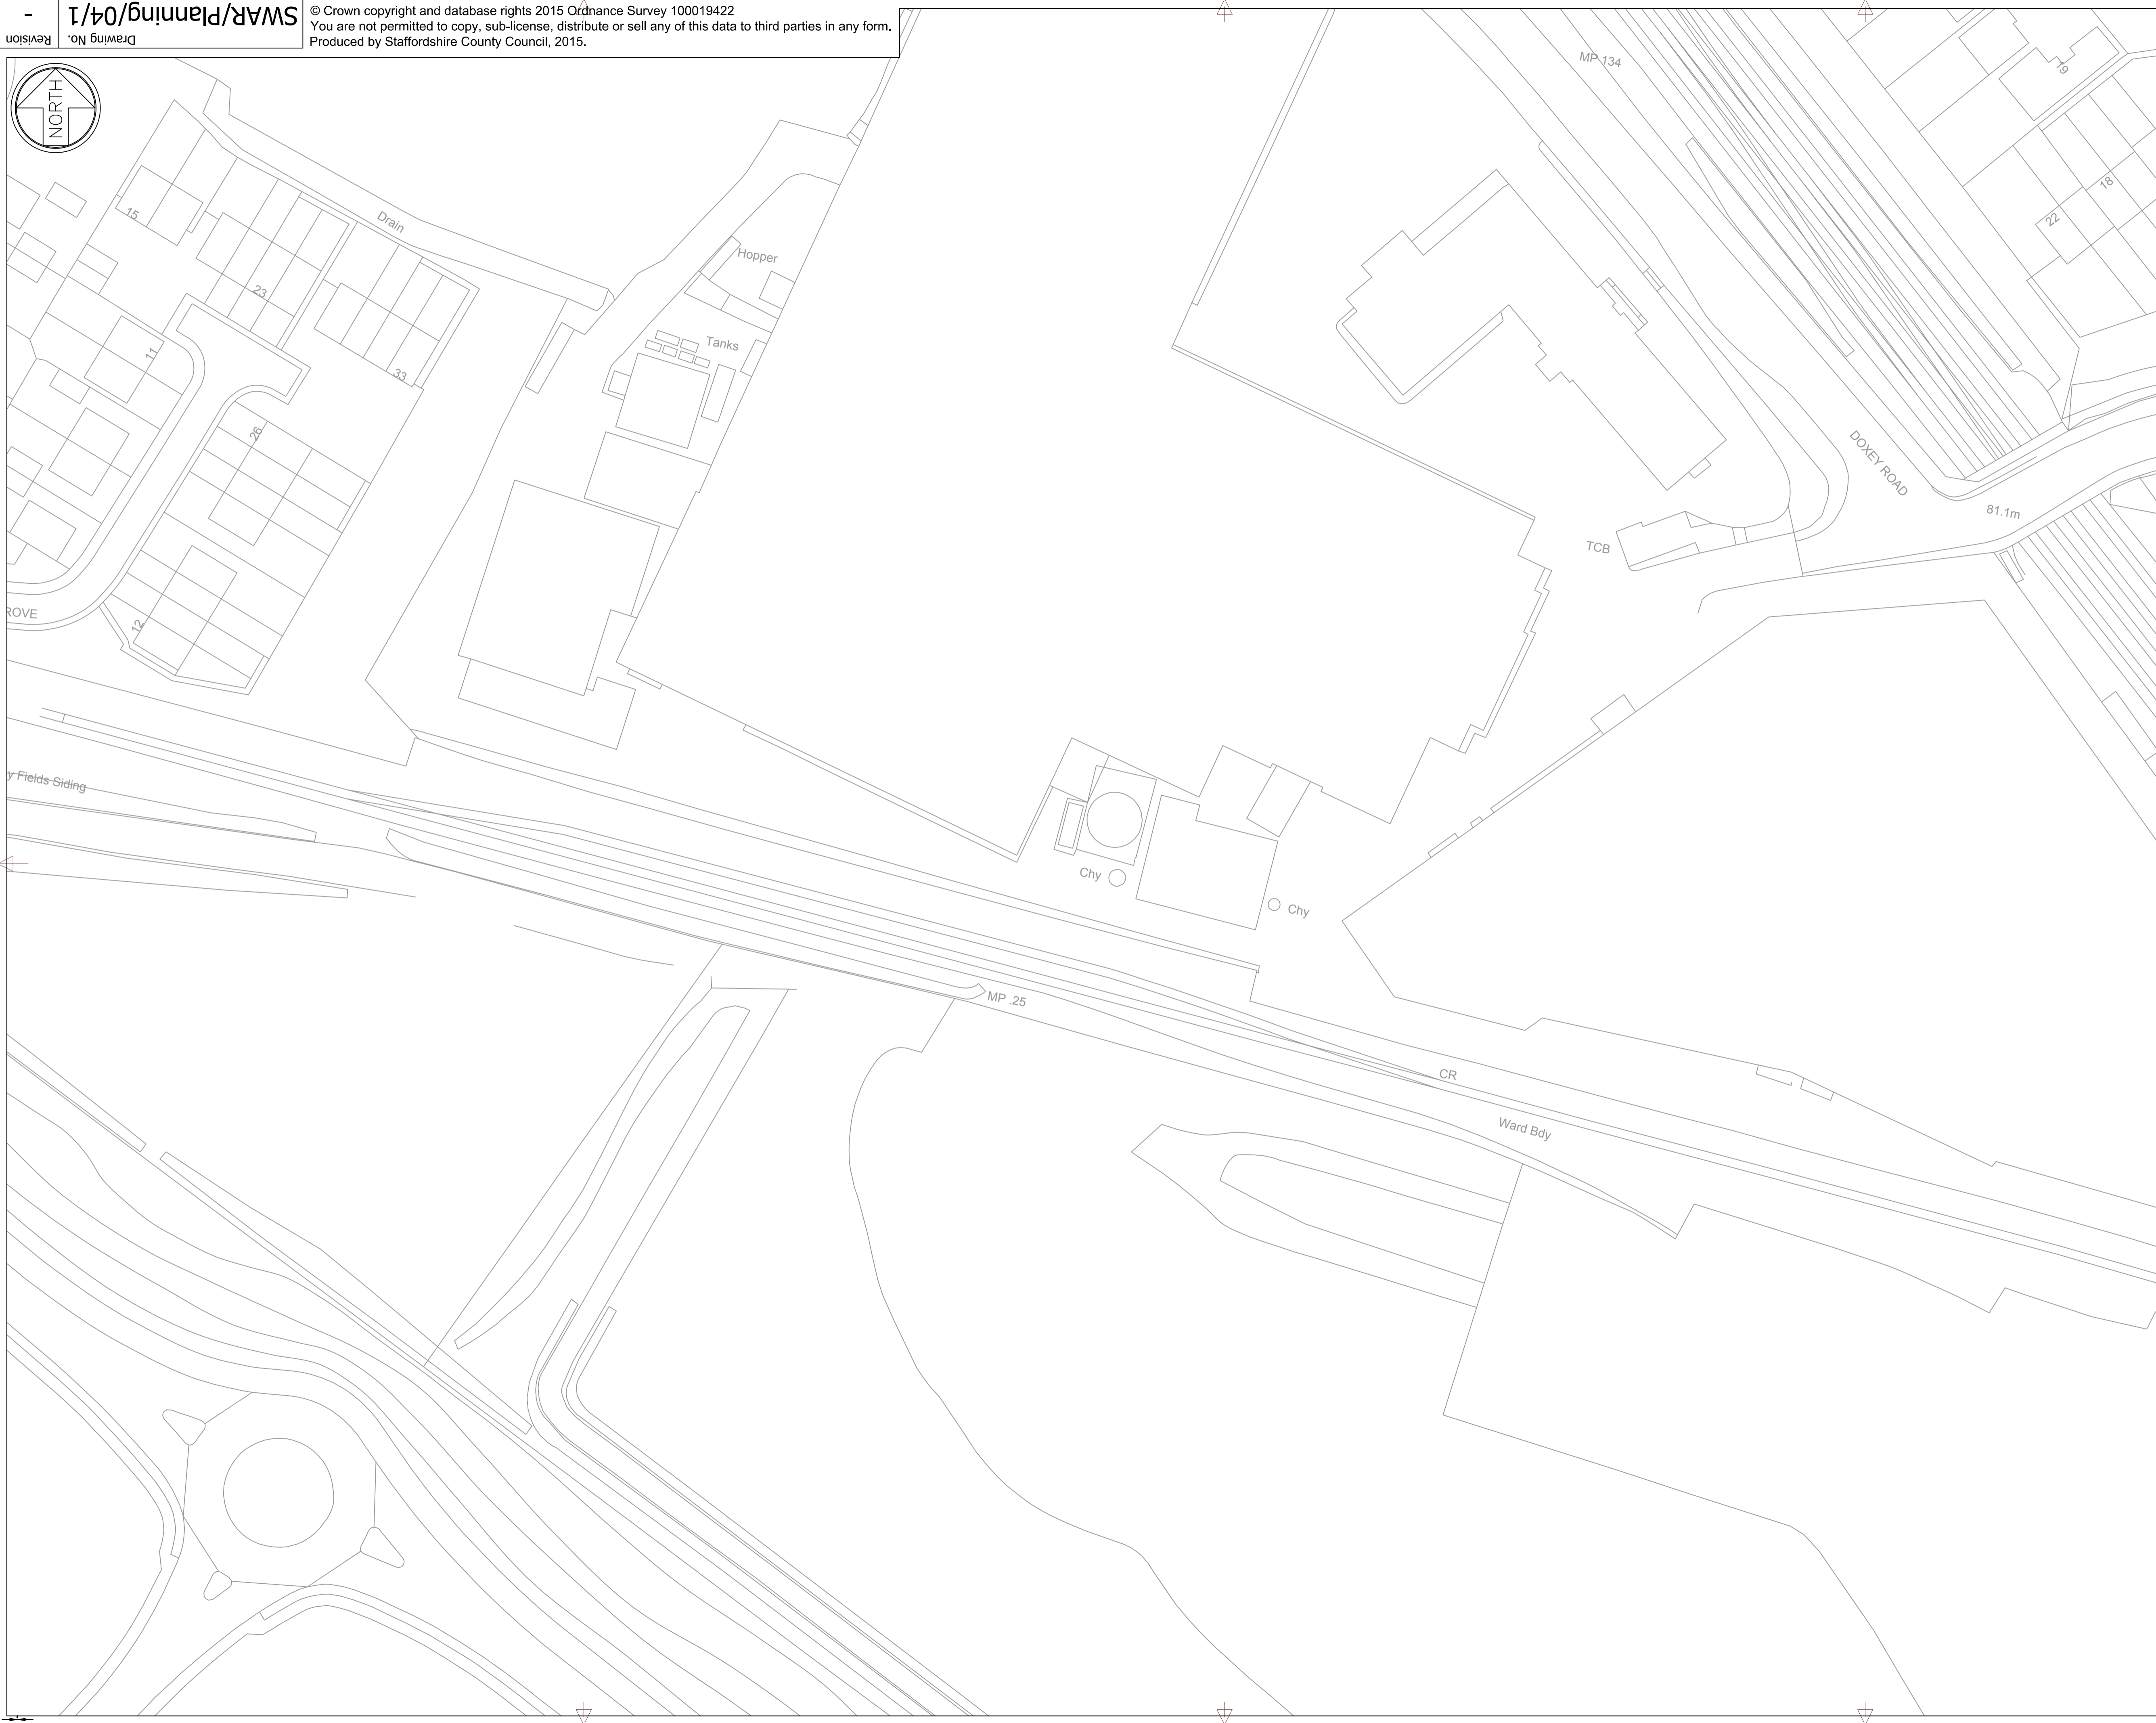 Revision
-
Drawing No.
SWAR/Planning/04/1
© Crown copyright and database rights 2015 Ordnance Survey 100019422
You are not permitted to copy, sub-license, distribute or sell any of this data to third parties in any form.
Produced by Staffordshire County Council, 2015.
NORTH
MP 134
19
18
22
15
Drain
23
Hopper
Tanks
11
33
26
DOXEY ROAD
81.1m
TCB
ROVE
12
y Fields Siding
Chy
Chy
MP .25
CR
Ward Bdy